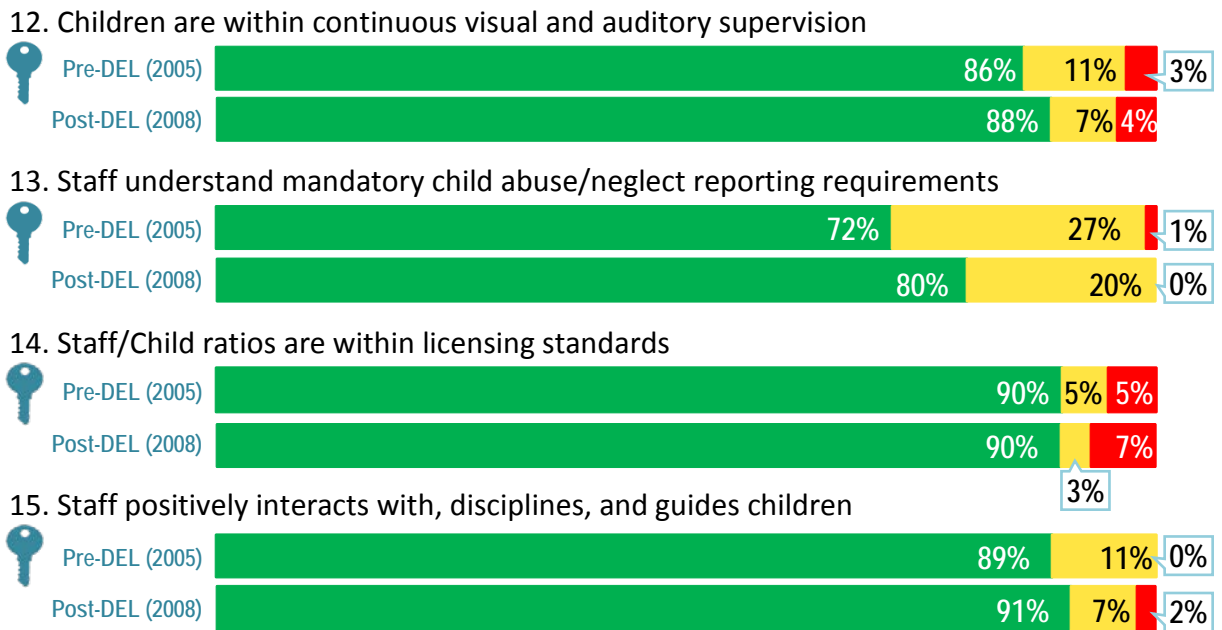 12. Children are within continuous visual and auditory supervision
Pre-DEL (2005) 86% 11% 3%
Post-DEL (2008) 88% 7% 4%
13. Staff understand mandatory child abuse/neglect reporting requirements
Pre-DEL (2005) 72% 27% 1%
Post-DEL (2008) 80% 20% 0%
14. Staff/Child ratios are within licensing standards
Pre-DEL (2005) 90% 5% 5%
Post-DEL (2008) 90% 7%
3%
15. Staff positively interacts with, disciplines, and guides children
Pre-DEL (2005) 89% 11% 0%
Post-DEL (2008) 91% 7% 2%